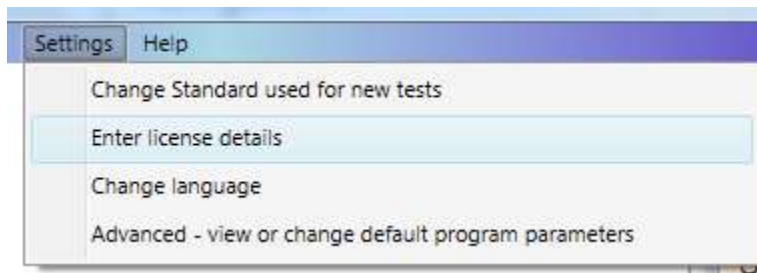 Settings Help
Change Standard used for new tests
Enter license details
Change language
Advanced - view or change default program parameters